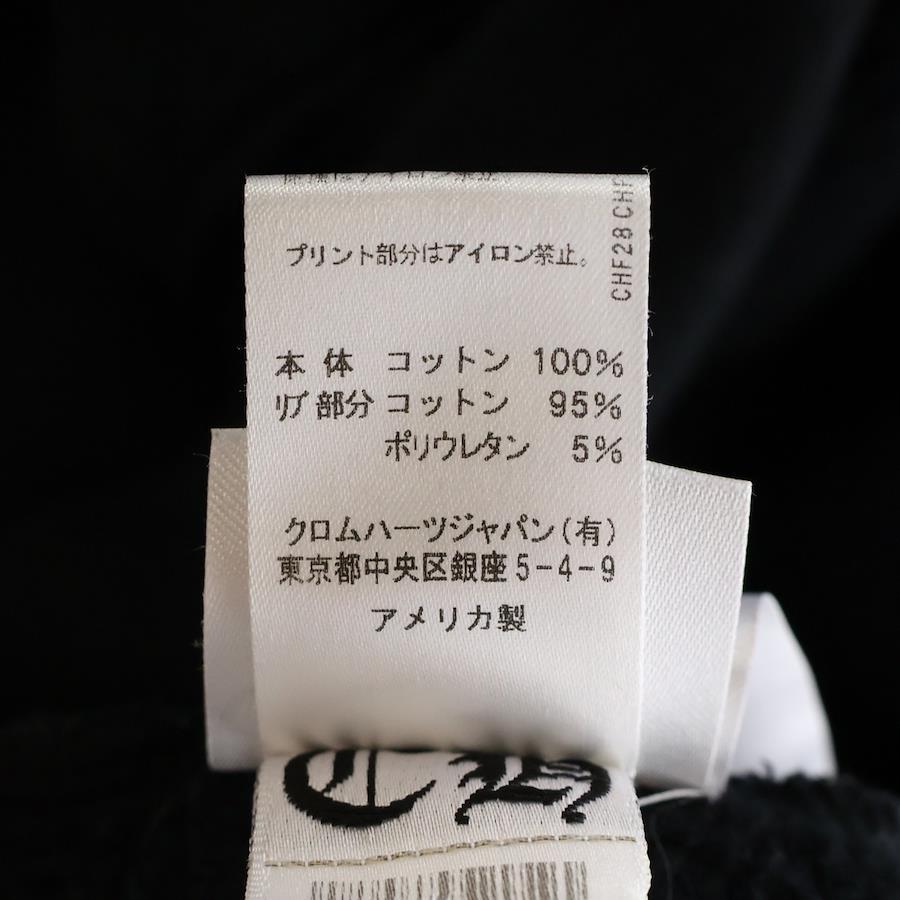 プリント部分はアイロン禁止。
CHF28 CHF
本体 コットン 100%
リブ部分 コットン 95%
ポリウレタン 5%
クロムハーツジャパン(有)
東京都中央区銀座5-4-9
アメリカ製
CH